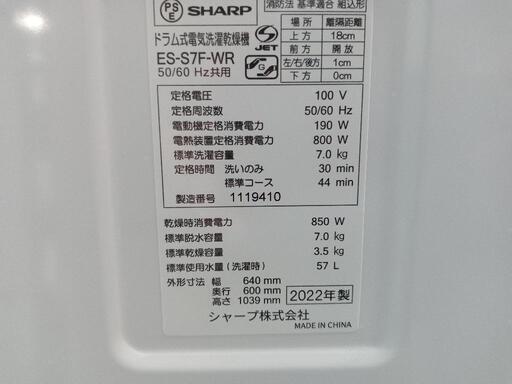 PS E SHARP
消防法 基準適合 組込形
ドラム式電気洗濯乾燥機
ES-S7F-WR
50/60 Hz共用
S JET
G
場所 離隔距離
上方 18cm
前方 開放
左/右/後方 1cm
下方 0cm
定格電圧 100 V
定格周波数 50/60 Hz
電動機定格消費電力 190 W
電熱装置定格消費電力 800 W
標準洗濯容量 7.0 kg
定格時間 洗いのみ 30 min
標準コース 44 min
製造番号 1119410
乾燥時消費電力 850 W
標準脱水容量 7.0 kg
標準乾燥容量 3.5 kg
標準使用水量(洗濯時) 57 L
外形寸法 幅 640 mm
奥行 600 mm
高さ 1039 mm
2022年製
シャープ株式会社
MADE IN CHINA